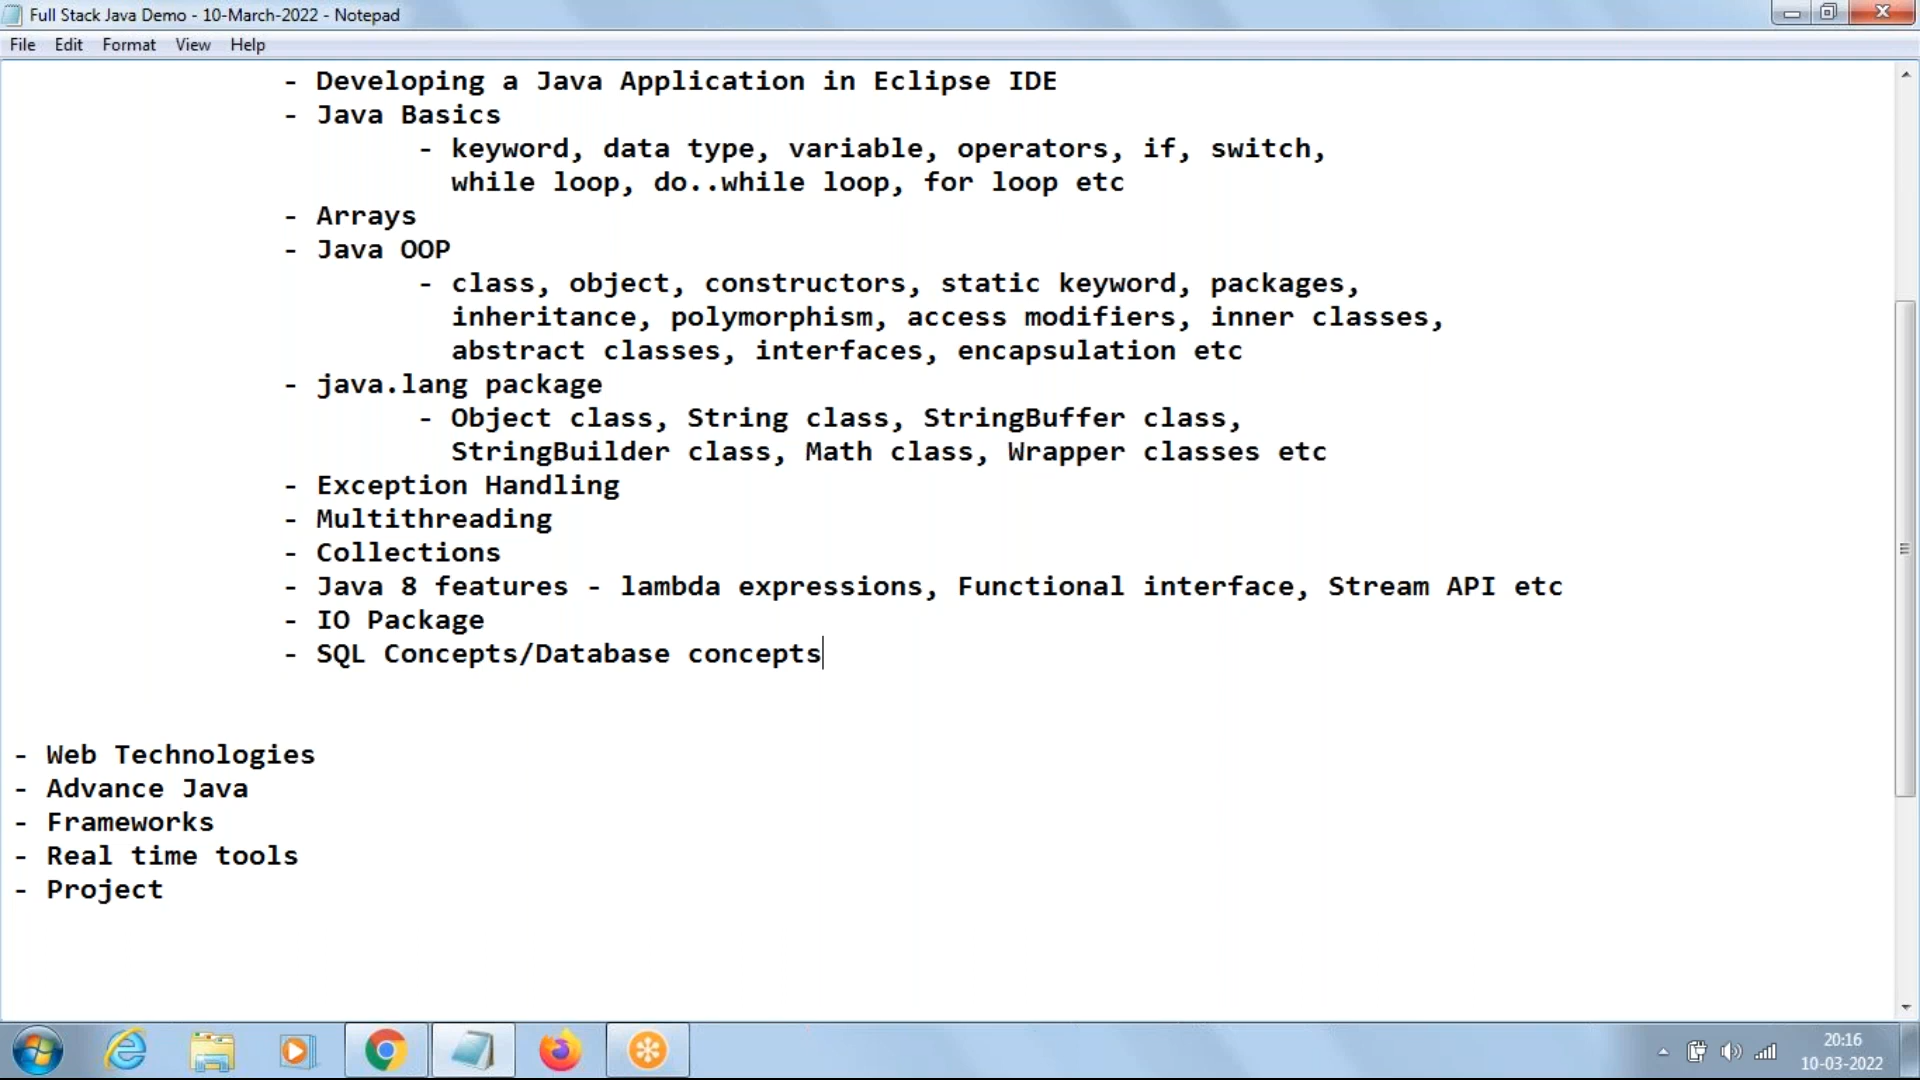 Full Stack Java Demo - 10-March-2022 - Notepad
File Edit Format View Help
- Developing a Java Application in Eclipse IDE
- Java Basics
- keyword, data type, variable, operators, if, switch,
while loop, do..while loop, for loop etc
- Arrays
- Java OOP
- class, object, constructors, static keyword, packages,
inheritance, polymorphism, access modifiers, inner classes,
abstract classes, interfaces, encapsulation etc
- java.lang package
- Object class, String class, StringBuffer class,
StringBuilder class, Math class, Wrapper classes etc
- Exception Handling
- Multithreading
- Collections
- Java 8 features - lambda expressions, Functional interface, Stream API etc
- IO Package
- SQL Concepts/Database concepts
- Web Technologies
- Advance Java
- Frameworks
- Real time tools
- Project
20:16
10-03-2022